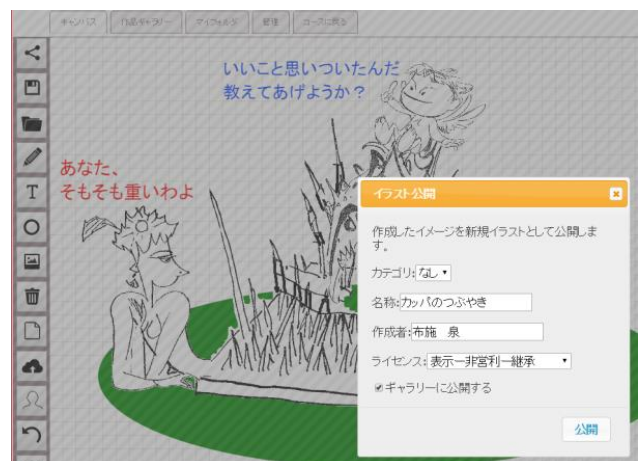 キャンバス
作品ギャラリー
マイフォルダ
管理
コースに戻る
いいこと思いついたんだ
教えてあげようか？
あなた、
そもそも重いわよ
T
イラスト公開
作成したイメージを新規イラストとして公開しま
す。
カテゴリ:なし
名称:カッパのつぶやき
作成者:布施　泉
ライセンス:表示ー非営利ー継承
ギャラリーに公開する
公開